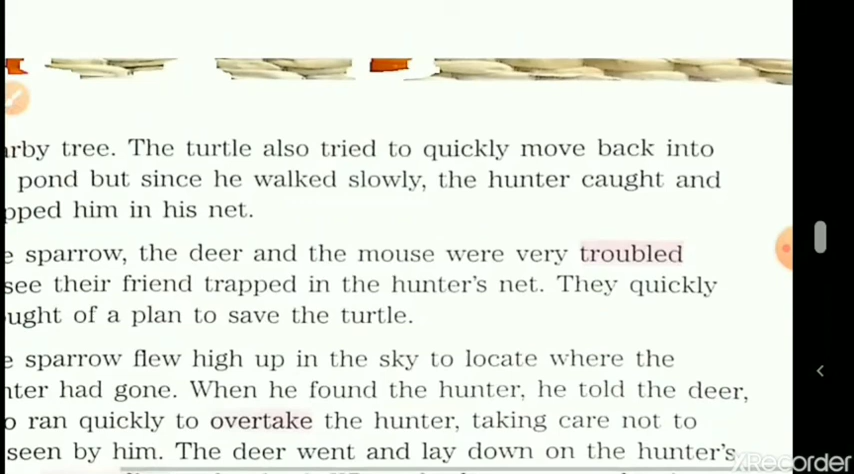 arby tree. The turtle also tried to quickly move back into
pond but since he walked slowly, the hunter caught and
pped him in his net.
e sparrow, the deer and the mouse were very troubled
see their friend trapped in the hunter's net. They quickly
ught of a plan to save the turtle.
e sparrow flew high up in the sky to locate where the
nter had gone. When he found the hunter, he told the deer,
o ran quickly to overtake the hunter, taking care not to
seen by him. The deer went and lay down on the hunter's
XRecorder